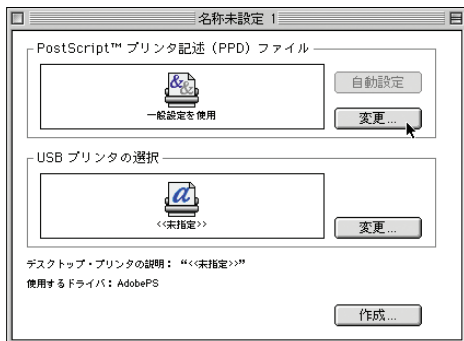 名称未設定 1
PostScript™ プリンタ記述（PPD）ファイル
一般設定を使用
自動設定
変更...
USB プリンタの選択
<<未指定>>
変更...
デスクトップ・プリンタの説明： “<<未指定>>”
使用するドライバ：AdobePS
作成...